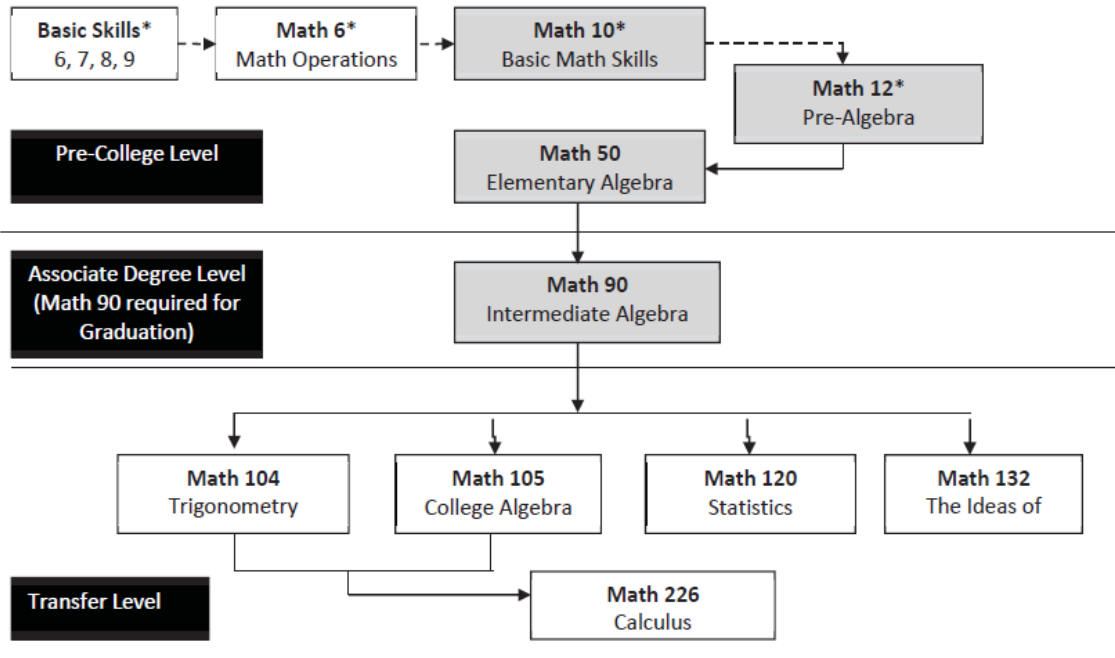 Basic Skills*
6, 7, 8, 9
Math 6*
Math Operations
Math 10*
Basic Math Skills
Math 12*
Pre-Algebra
Pre-College Level
Math 50
Elementary Algebra
Associate Degree Level
(Math 90 required for
Graduation)
Math 90
Intermediate Algebra
Math 104
Trigonometry
Math 105
College Algebra
Math 120
Statistics
Math 132
The Ideas of
Transfer Level
Math 226
Calculus